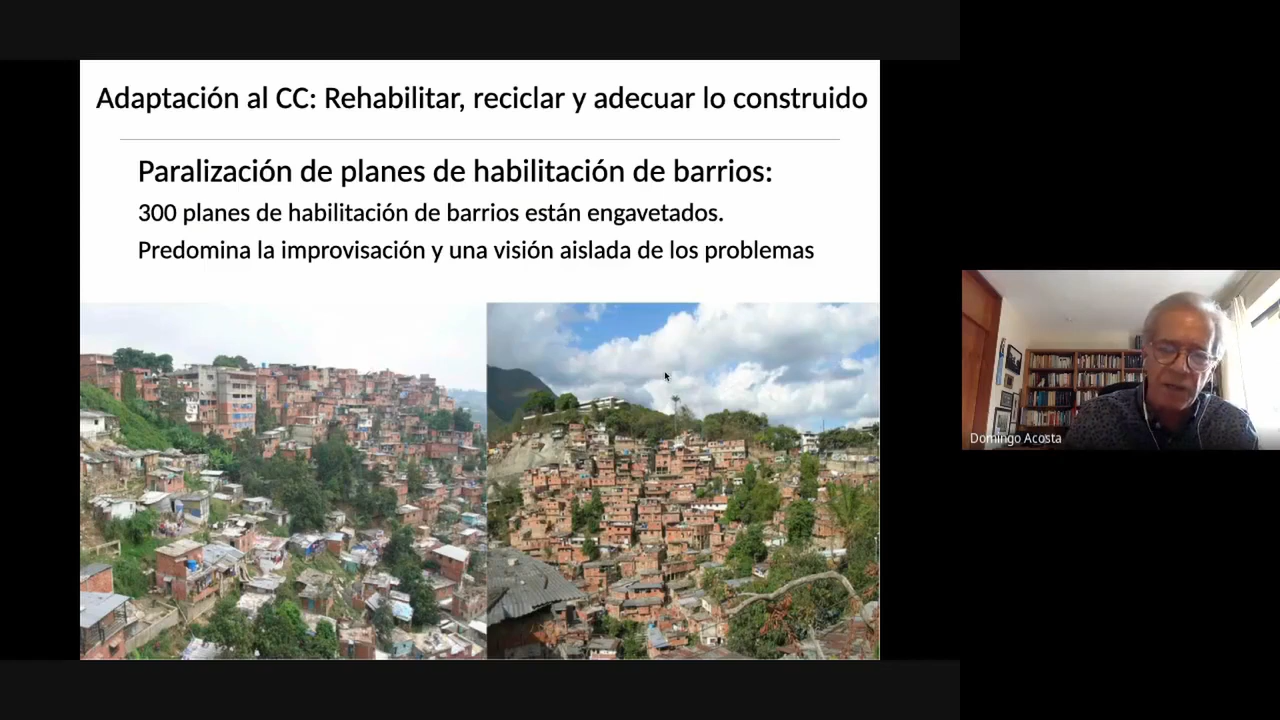 Adaptación al CC: Rehabilitar, reciclar y adecuar lo construido
Paralización de planes de habilitación de barrios:
300 planes de habilitación de barrios están engavetados.
Predomina la improvisación y una visión aislada de los problemas
Domingo Acosta